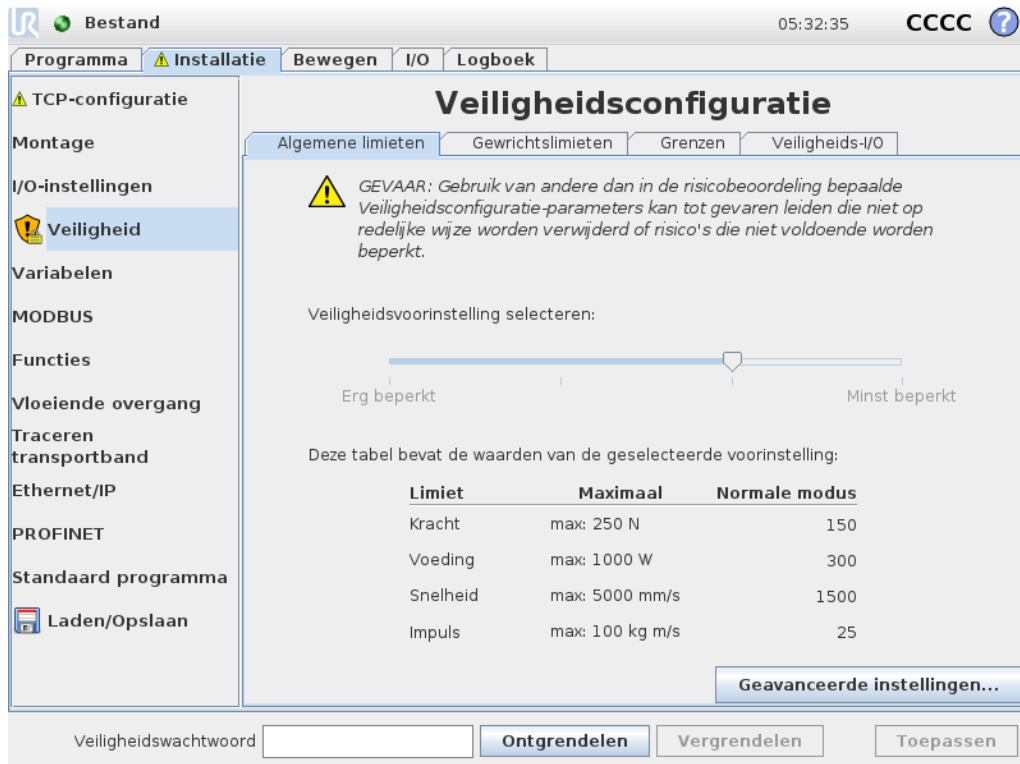 UR Bestand 05:32:35 CCCC ?
Programma Installatie Bewegen I/O Logboek
TCP-configuratie
Montage
I/O-instellingen
Veiligheid
Variabelen
MODBUS
Functies
Vloeiende overgang
Traceren
transportband
Ethernet/IP
PROFINET
Standaard programma
Laden/Opslaan
Veiligheidsconfiguratie
Algemene limieten Gewrichtslimieten Grenzen Veiligheids-I/O
GEVAAR: Gebruik van andere dan in de risicobeoordeling bepaalde
Veiligheidsconfiguratie-parameters kan tot gevaren leiden die niet op
redelijke wijze worden verwijderd of risico's die niet voldoende worden
beperkt.
Veiligheidsvoorinstelling selecteren:
Erg beperkt Minst beperkt
Deze tabel bevat de waarden van de geselecteerde voorinstelling:
Limiet Maximaal Normale modus
Kracht max: 250 N 150
Voeding max: 1000 W 300
Snelheid max: 5000 mm/s 1500
Impuls max: 100 kg m/s 25
Geavanceerde instellingen...
Veiligheidswachtwoord Ontgrendelen Vergrendelen Toepassen